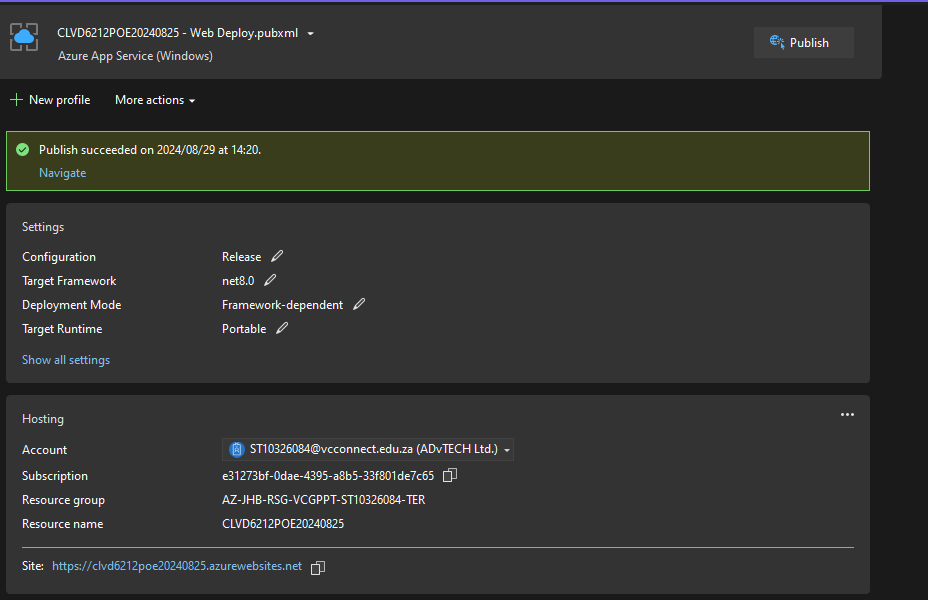 CLVD6212POE20240825 - Web Deploy.pubxml
Azure App Service (Windows)
Publish
New profile More actions
Publish succeeded on 2024/08/29 at 14:20.
Navigate
Settings
Configuration Release
Target Framework net8.0
Deployment Mode Framework-dependent
Target Runtime Portable
Show all settings
Hosting
Account ST10326084@vcconnect.edu.za (ADvTECH Ltd.)
Subscription e31273bf-0dae-4395-a8b5-33f801de7c65
Resource group AZ-JHB-RSG-VCGPPT-ST10326084-TER
Resource name CLVD6212POE20240825
Site: https://clvd6212poe20240825.azurewebsites.net